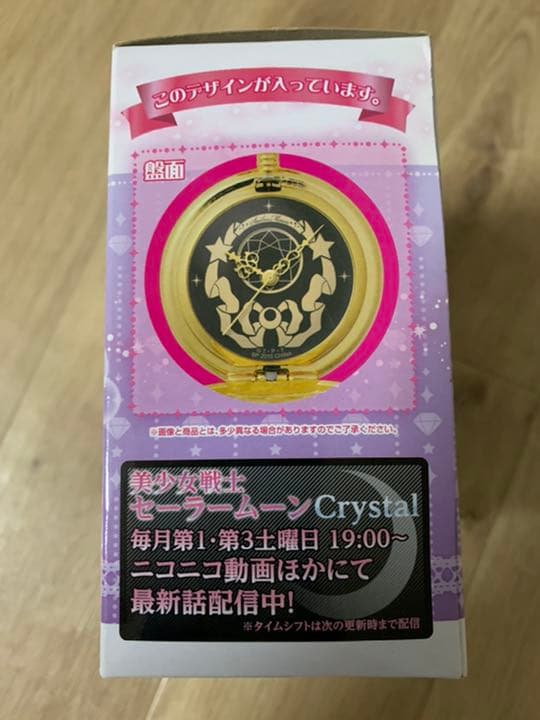 このデザインが入っています。
盤面
Sailor Moon
©T・P・T
SP 2015 CHINA
※画像と商品とは、多少異なる場合がありますのでご了承ください。
美少女戦士
セーラームーンCrystal
毎月第1・第3土曜日 19:00~
ニコニコ動画ほかにて
最新話配信中!
※タイムシフトは次の更新時まで配信